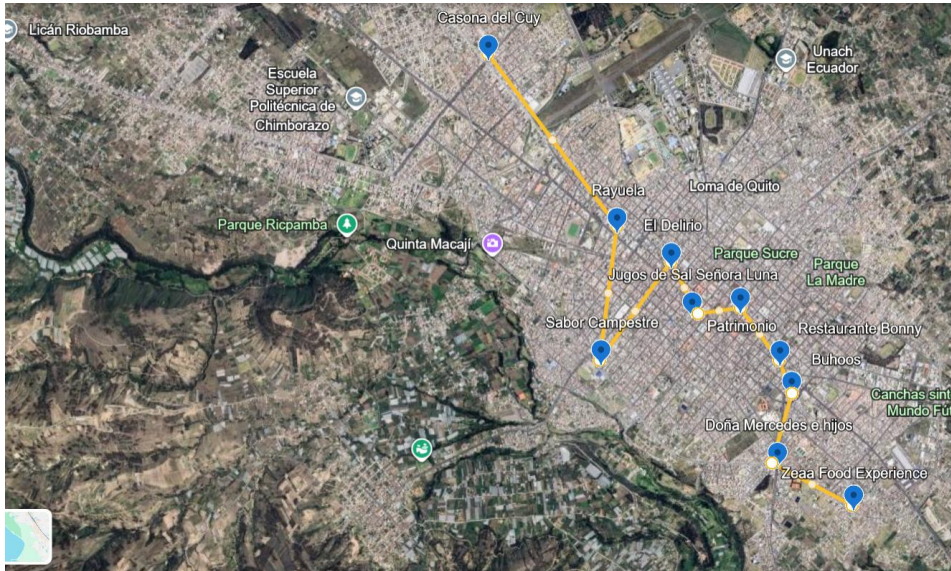 Casona del Cuy
Licán Riobamba
Unach
Ecuador
Escuela
Superior
Politécnica de
Chimborazo
Rayuela
Loma de Quito
Parque Ricpamba
El Delirio
Quinta Macají
Parque Sucre
Parque
La Madre
Jugos de Sal Señora Luna
Sabor Campestre
Patrimonio
Restaurante Bonny
Buhoos
Canchas sint
Mundo Fú
Doña Mercedes e hijos
Zeaa Food Experience